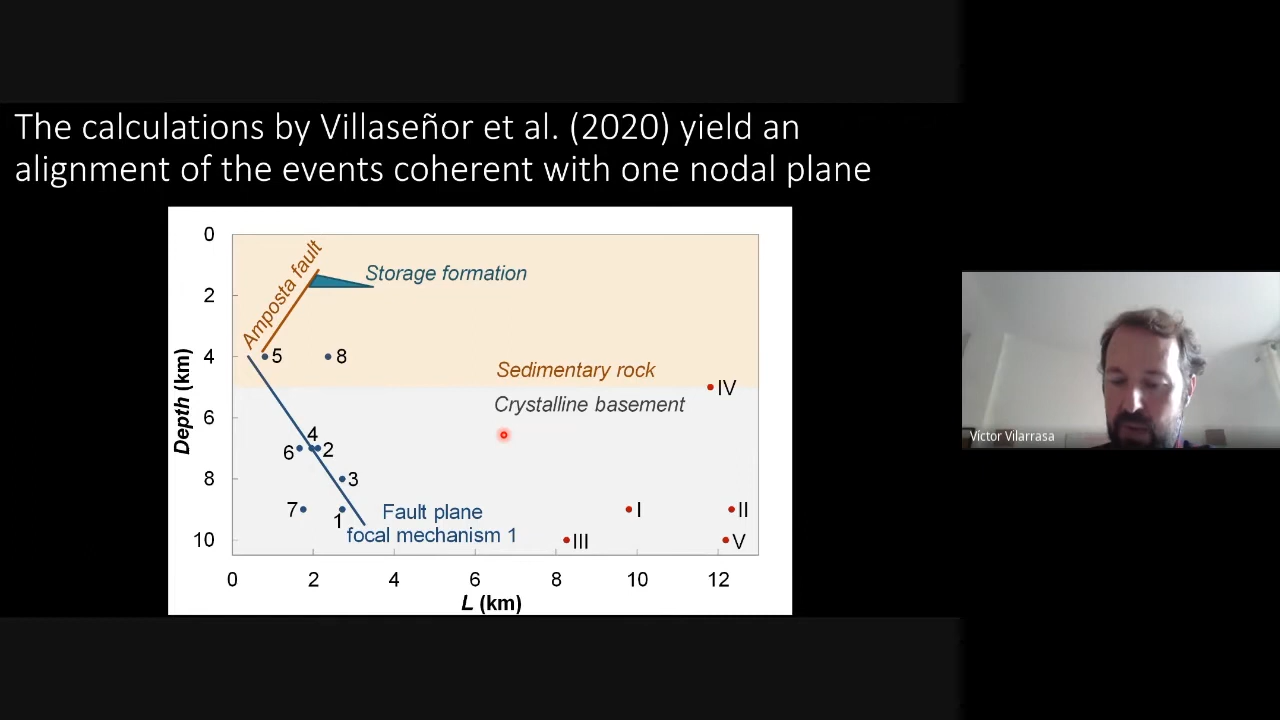 The calculations by Villaseñor et al. (2020) yield an
alignment of the events coherent with one nodal plane
0
2
4
6
8
10
Depth (km)
Amposta fault
Storage formation
5
8
Sedimentary rock
IV
Crystalline basement
4
6
2
3
7
1
Fault plane
focal mechanism 1
I
II
III
V
0
2
4
6
8
10
12
L (km)
Víctor Vilarrasa